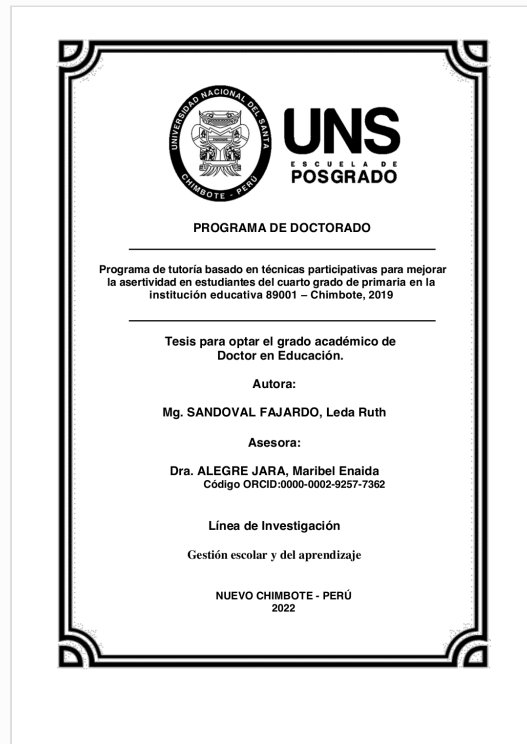 UNIVERSIDAD NACIONAL DEL SANTA
CHIMBOTE - PERÚ
UNS
ESCUELA DE
POSGRADO
PROGRAMA DE DOCTORADO
Programa de tutoría basado en técnicas participativas para mejorar
la asertividad en estudiantes del cuarto grado de primaria en la
institución educativa 89001 – Chimbote, 2019
Tesis para optar el grado académico de
Doctor en Educación.
Autora:
Mg. SANDOVAL FAJARDO, Leda Ruth
Asesora:
Dra. ALEGRE JARA, Maribel Enaida
Código ORCID:0000-0002-9257-7362
Línea de Investigación
Gestión escolar y del aprendizaje
NUEVO CHIMBOTE - PERÚ
2022